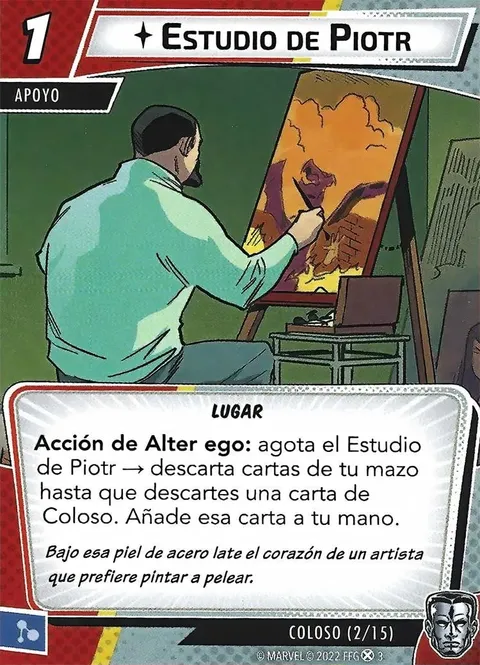 1
ESTUDIO DE PIOTR
APOYO
LUGAR
Acción de Alter ego: agota el Estudio
de Piotr → descarta cartas de tu mazo
hasta que descartes una carta de
Coloso. Añade esa carta a tu mano.
Bajo esa piel de acero late el corazón de un artista
que prefiere pintar a pelear.
COLOSO (2/15)
© MARVEL © 2022 FFG 3